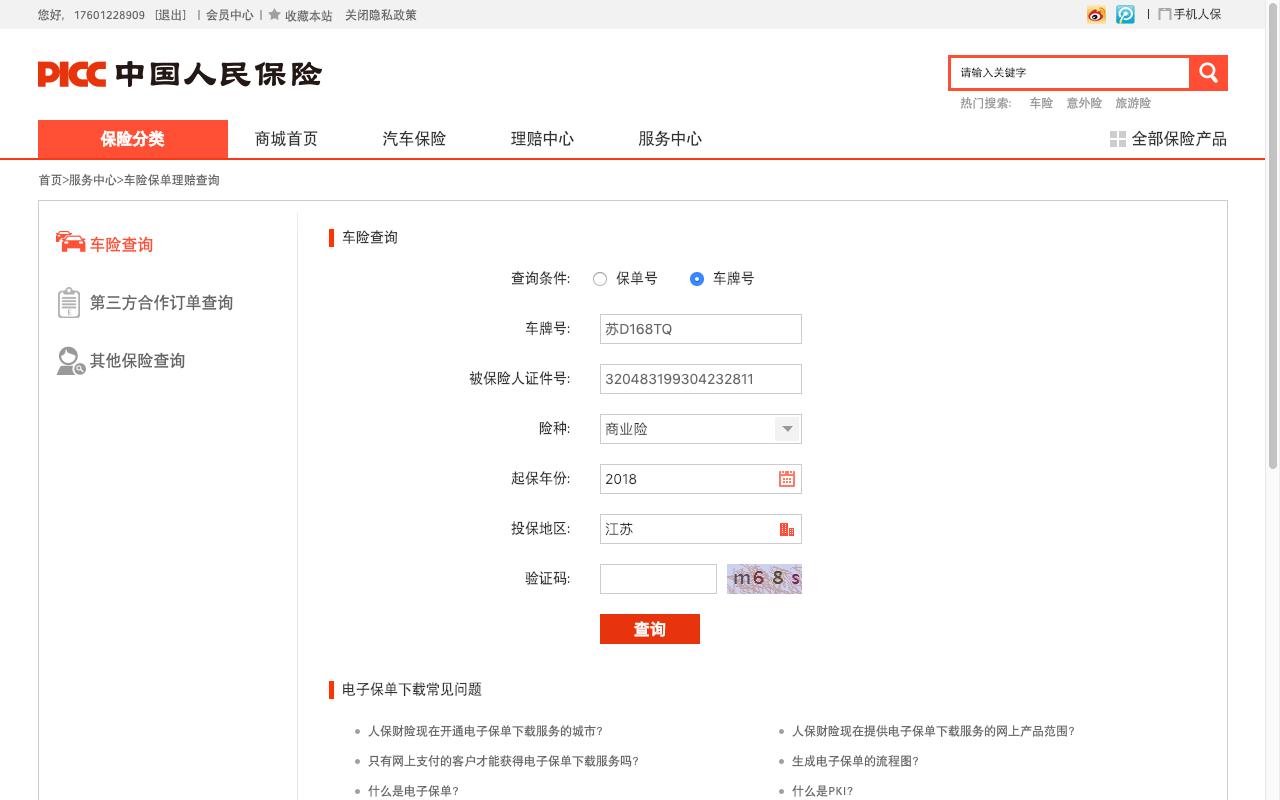 您好, 17601228909 [退出] | 会员中心 | 收藏本站 关闭隐私政策 | 手机人保
PICC 中国人民保险
请输入关键字
热门搜索: 车险 意外险 旅游险
保险分类 商城首页 汽车保险 理赔中心 服务中心 全部保险产品
首页>服务中心>车险保单理赔查询
车险查询
第三方合作订单查询
其他保险查询
车险查询
查询条件: 保单号 车牌号
车牌号: 苏D168TQ
被保险人证件号: 320483199304232811
险种: 商业险
起保年份: 2018
投保地区: 江苏
验证码: m68s
查询
电子保单下载常见问题
人保财险现在开通电子保单下载服务的城市? 人保财险现在提供电子保单下载服务的网上产品范围?
只有网上支付的客户才能获得电子保单下载服务吗? 生成电子保单的流程图?
什么是电子保单? 什么是PKI?